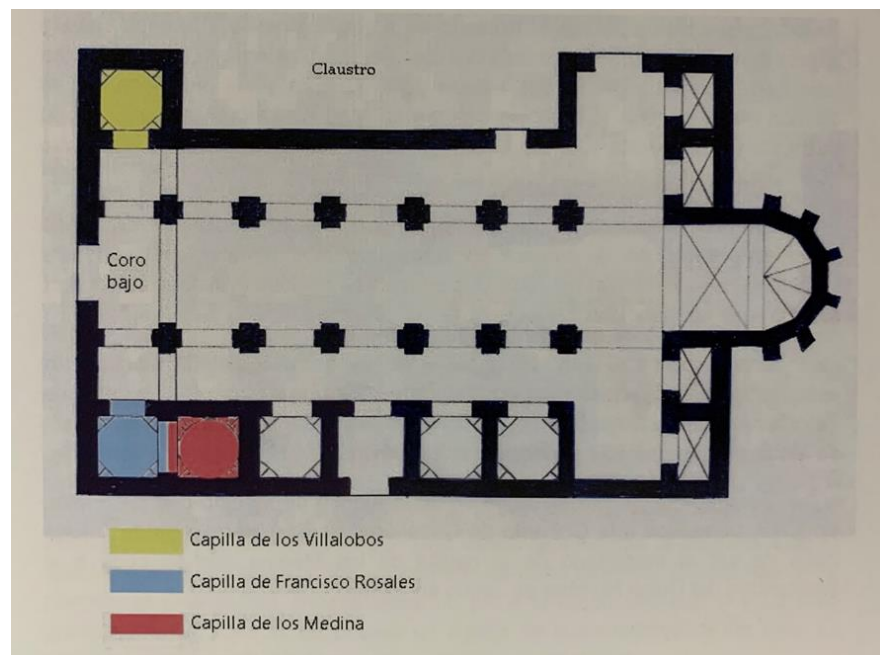 Claustro
Coro
bajo
Capilla de los Villalobos
Capilla de Francisco Rosales
Capilla de los Medina